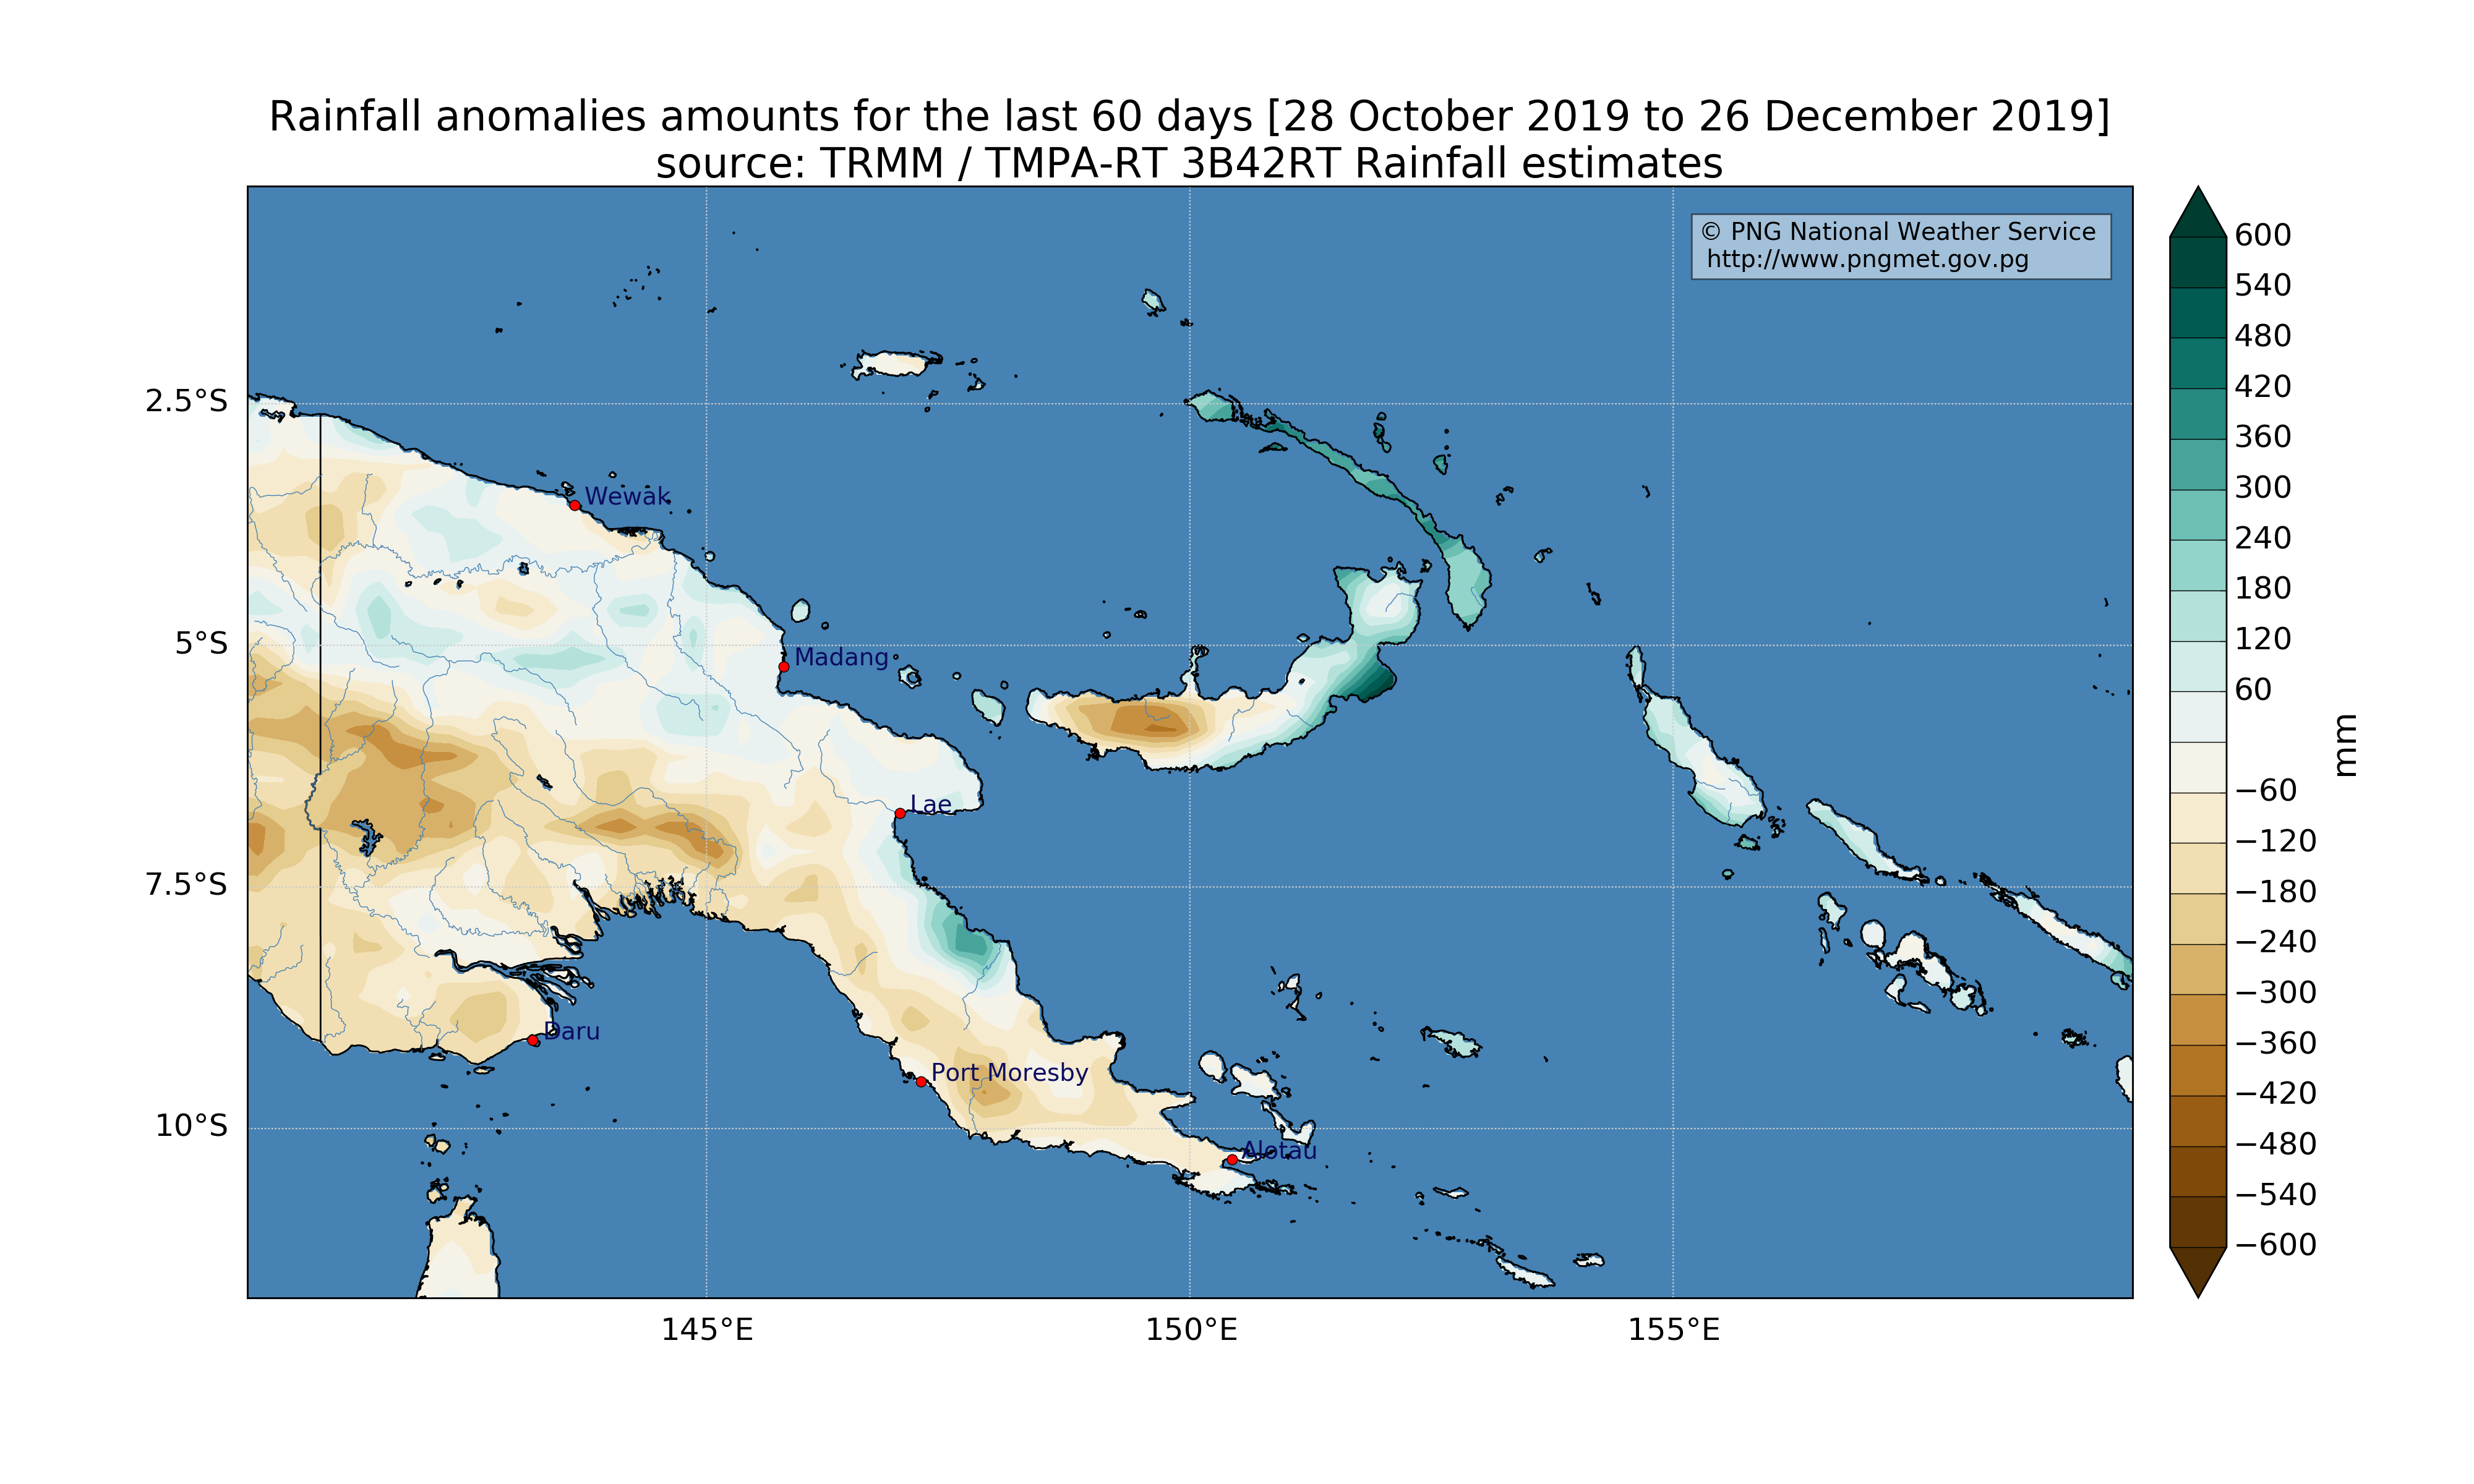 Rainfall anomalies amounts for the last 60 days [28 October 2019 to 26 December 2019]
source: TRMM / TMPA-RT 3B42RT Rainfall estimates
© PNG National Weather Service
http://www.pngmet.gov.pg
2.5°S
5°S
7.5°S
10°S
Wewak
Madang
Lae
Daru
Port Moresby
Alotau
145°E
150°E
155°E
600
540
480
420
360
300
240
180
120
60
−60
−120
−180
−240
−300
−360
−420
−480
−540
−600
mm